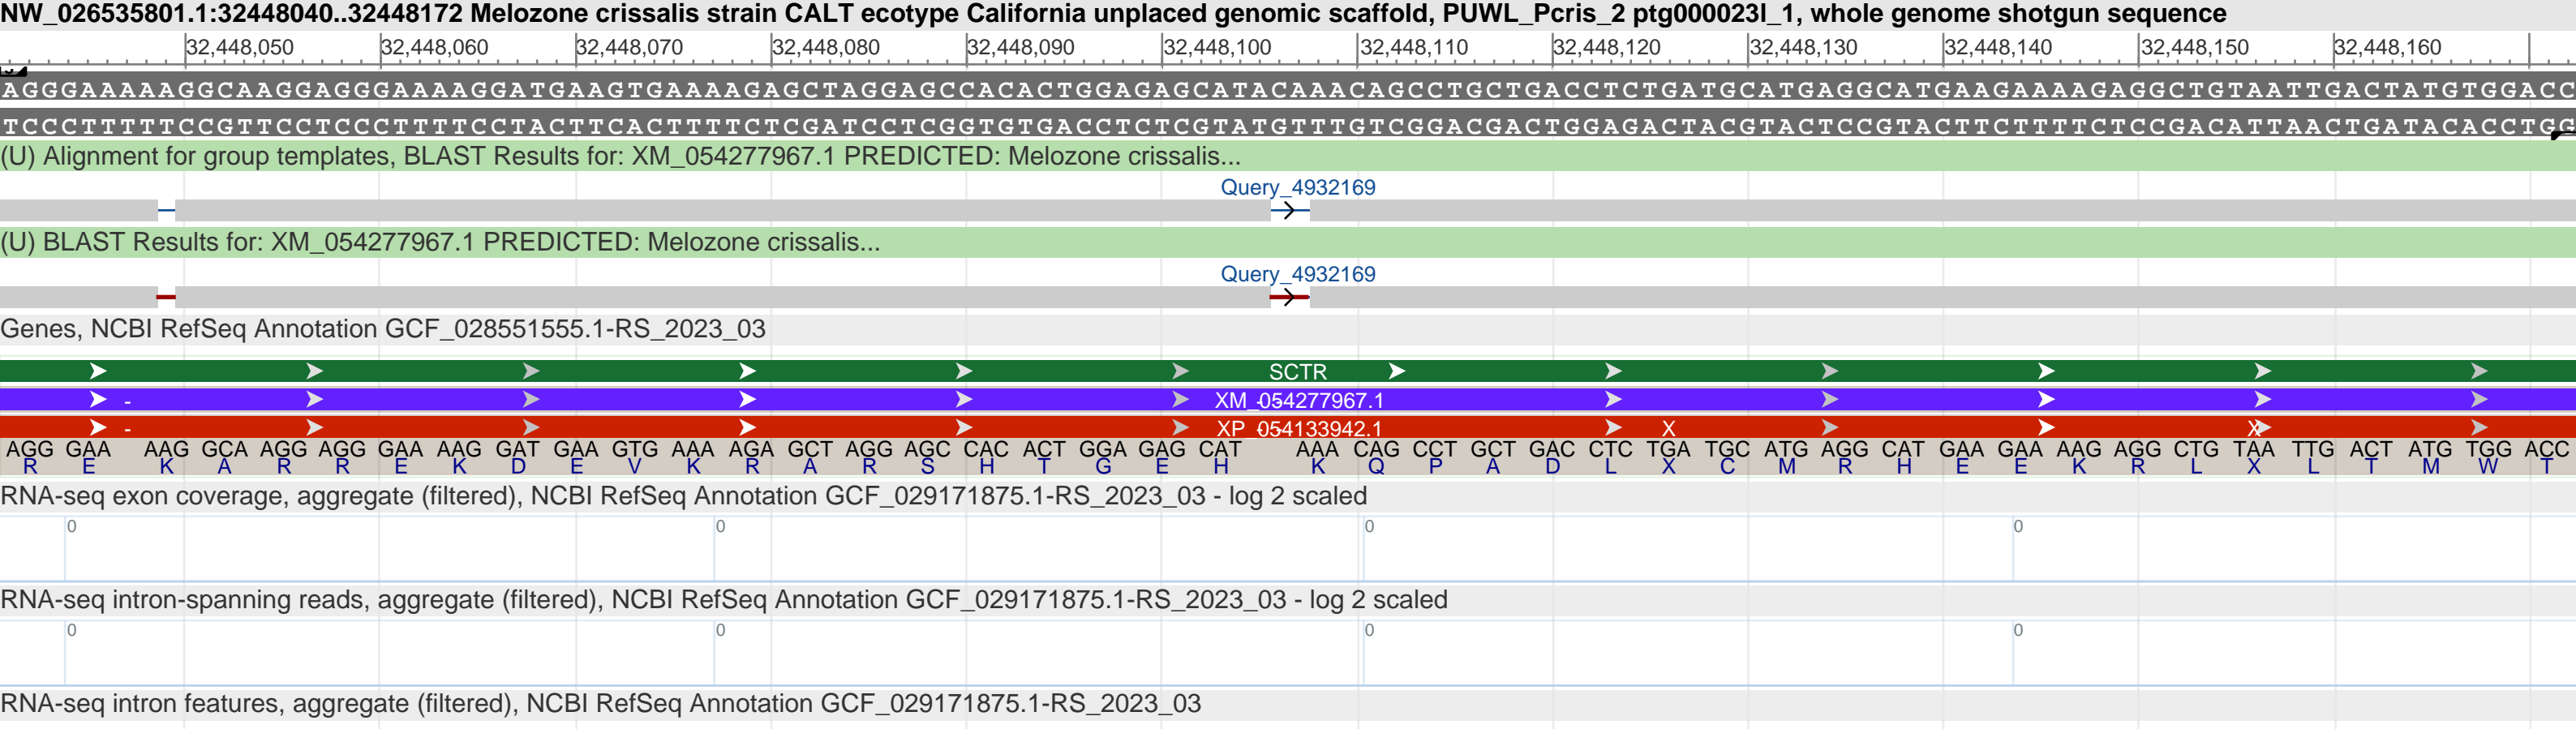 NW_026535801.1:32448040..32448172 Melozone crissalis strain CALT ecotype California unplaced genomic scaffold, PUWL_Pcris_2 ptg000023l_1, whole genome shotgun sequence
32,448,050 32,448,060 32,448,070 32,448,080 32,448,090 32,448,100 32,448,110 32,448,120 32,448,130 32,448,140 32,448,150 32,448,160
AGGGAAAAAGGCAAGGAGGGAAAAGGATGAAGTGAAAAGAGCTAGGAGCCACACTGGAGAGCATACAAACAGCCTGCTGACCTCTGATGCATGAGGCATGAAGAAAAGAGGCTGTAATTGACTATGTGGACC
TCCCTTTTTCCGTTCCTCCCTTTTCCTACTTCACTTTTCTCGATCCTCGGTGTGACCTCTCGTATGTTTGTCGGACGACTGGAGACTACGTACTCCGTACTTCTTTTCTCCGACATTAACTGATACACCTGG
(U) Alignment for group templates, BLAST Results for: XM_054277967.1 PREDICTED: Melozone crissalis...
Query_4932169
(U) BLAST Results for: XM_054277967.1 PREDICTED: Melozone crissalis...
Query_4932169
Genes, NCBI RefSeq Annotation GCF_028551555.1-RS_2023_03
SCTR
- XM_054277967.1
- XP_054133942.1 X X
AGG GAA AAG GCA AGG AGG GAA AAG GAT GAA GTG AAA AGA GCT AGG AGC CAC ACT GGA GAG CAT AAA CAG CCT GCT GAC CTC TGA TGC ATG AGG CAT GAA GAA AAG AGG CTG TAA TTG ACT ATG TGG ACC
R E K A R R E K D E V K R A R S H T G E H K Q P A D L X C M R H E E K R L X L T M W T
RNA-seq exon coverage, aggregate (filtered), NCBI RefSeq Annotation GCF_029171875.1-RS_2023_03 - log 2 scaled
0 0 0 0
RNA-seq intron-spanning reads, aggregate (filtered), NCBI RefSeq Annotation GCF_029171875.1-RS_2023_03 - log 2 scaled
0 0 0 0
RNA-seq intron features, aggregate (filtered), NCBI RefSeq Annotation GCF_029171875.1-RS_2023_03